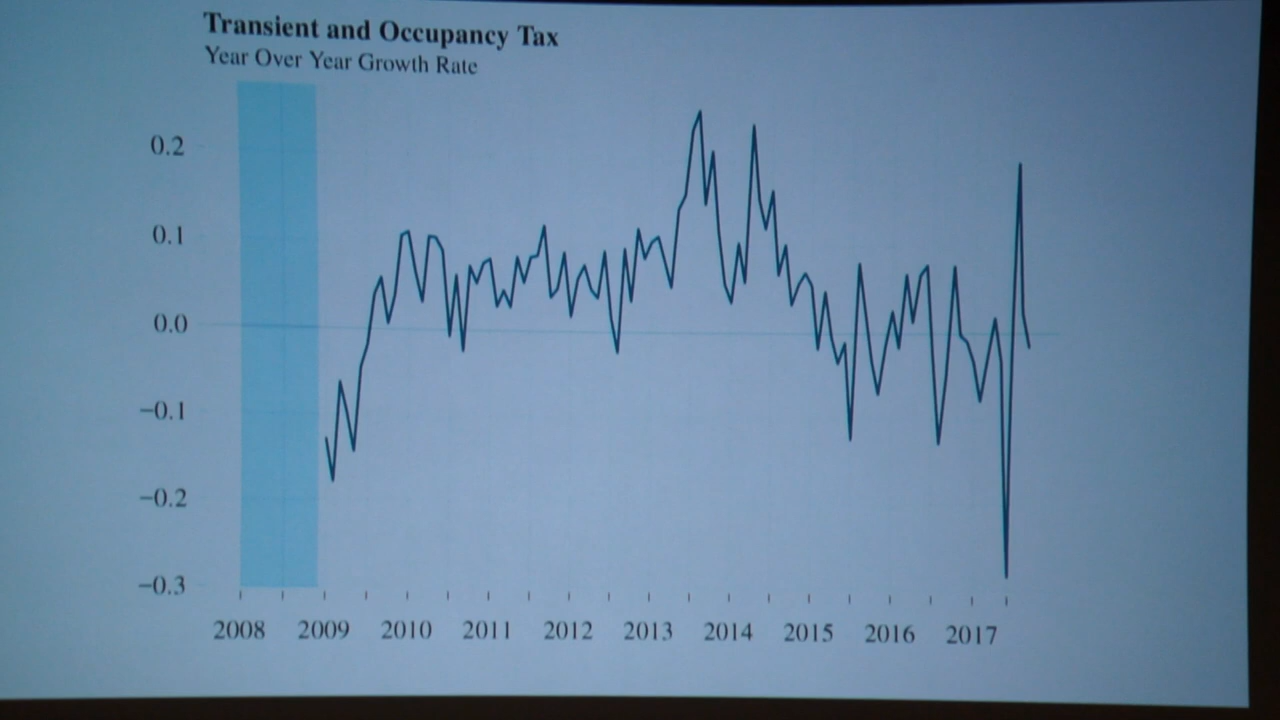 Transient and Occupancy Tax
Year Over Year Growth Rate
0.2
0.1
0.0
−0.1
−0.2
−0.3
2008 2009 2010 2011 2012 2013 2014 2015 2016 2017